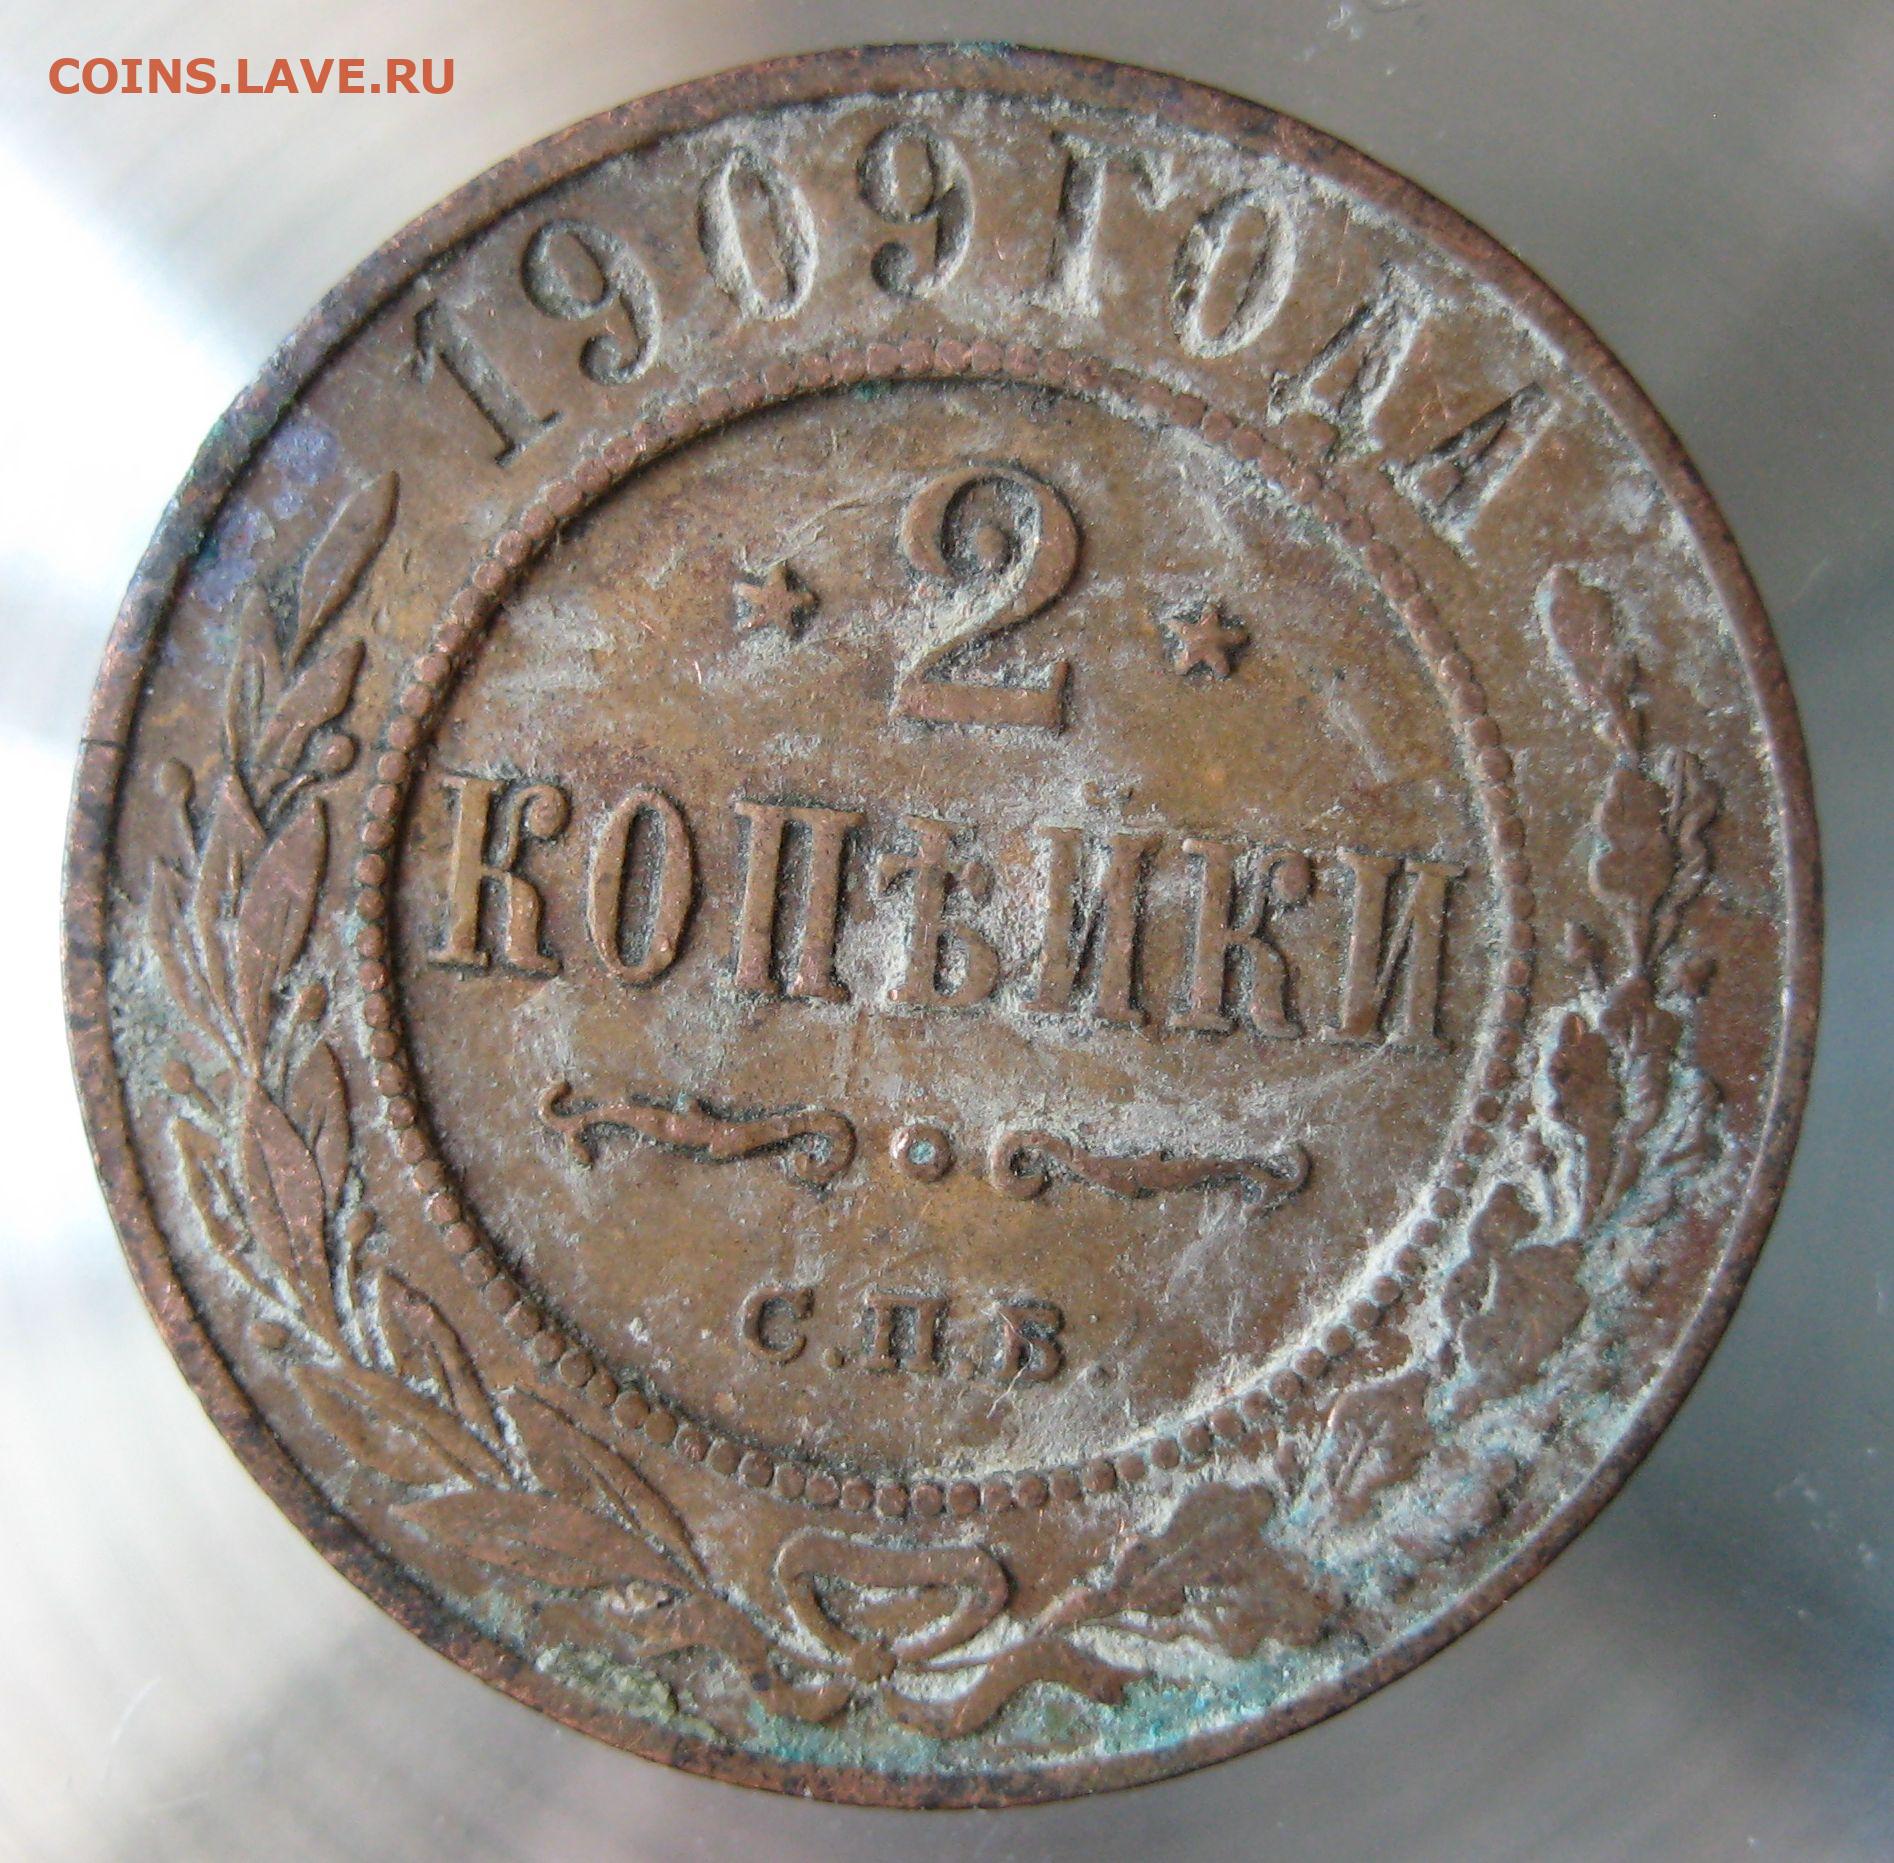 COINS.LAVE.RU
1909 ГОДА
2
КОПѢЙКИ
С.П.Б.